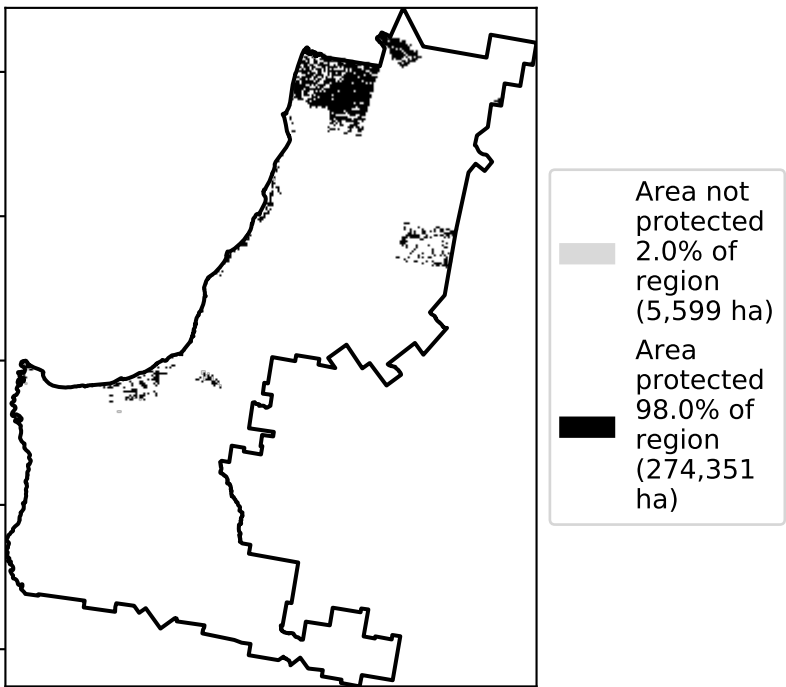 Area not
protected
2.0% of
region
(5,599 ha)
Area
protected
98.0% of
region
(274,351
ha)